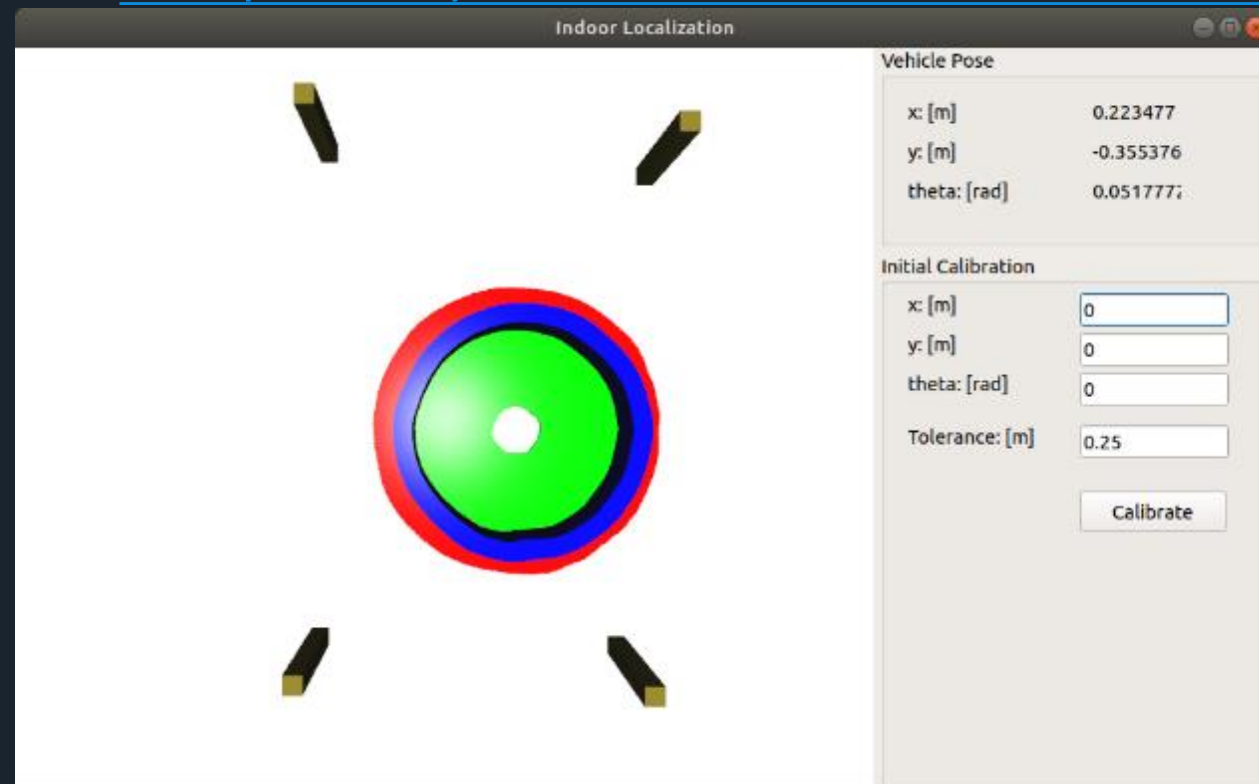 Indoor Localization
Vehicle Pose
x: [m] 0.223477
y: [m] -0.355376
theta: [rad]
Initial Calibration
x: [m] 0
y: [m] 0
theta: [rad] 0
Tolerance: [m] 0.25
Calibrate